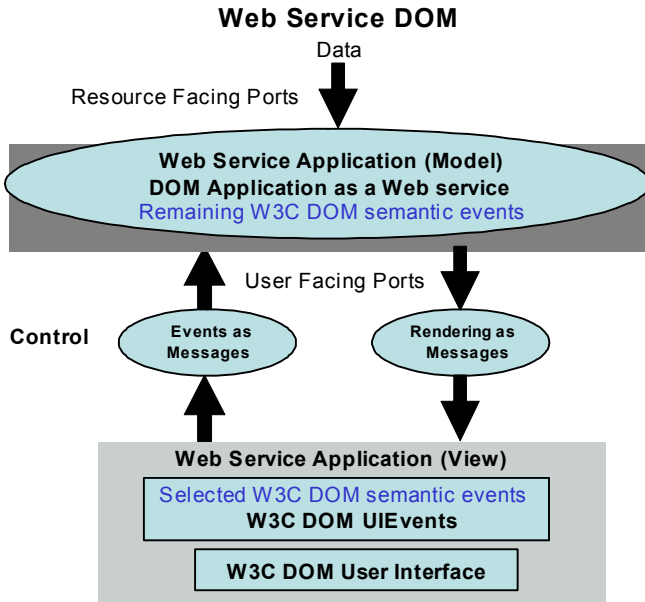 Web Service DOM
Data
Resource Facing Ports
Web Service Application (Model)
DOM Application as a Web service
Remaining W3C DOM semantic events
User Facing Ports
Control
Events as
Messages
Rendering as
Messages
Web Service Application (View)
Selected W3C DOM semantic events
W3C DOM UIEvents
W3C DOM User Interface